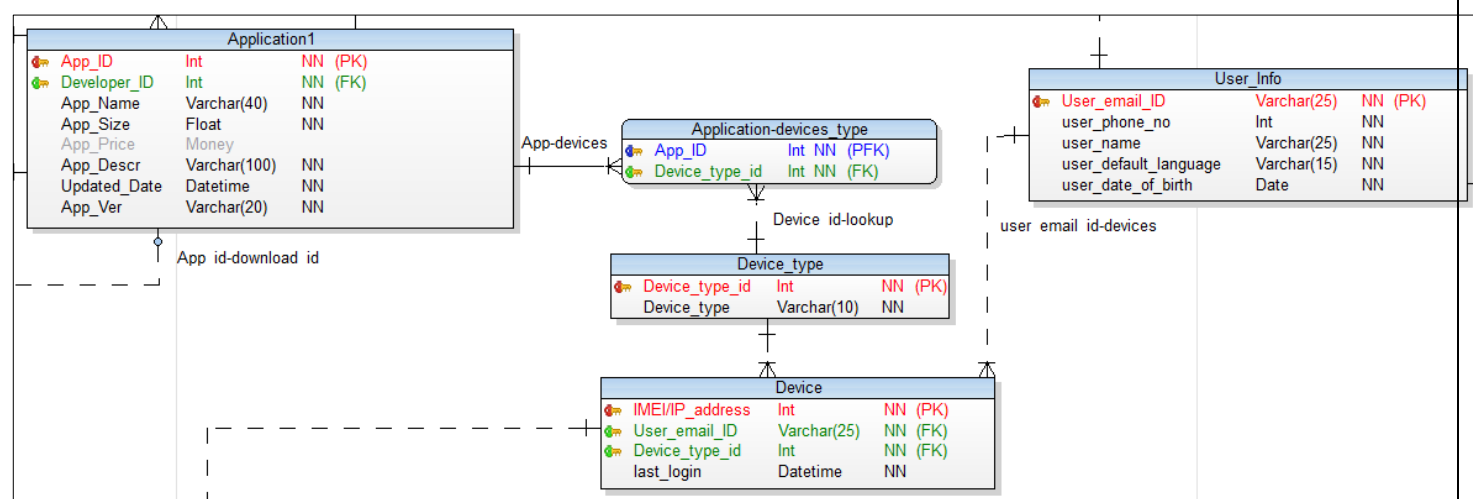 Application1
App_ID Int NN (PK)
Developer_ID Int NN (FK)
App_Name Varchar(40) NN
App_Size Float NN
App_Price Money
App_Descr Varchar(100) NN
Updated_Date Datetime NN
App_Ver Varchar(20) NN
App id-download id
App-devices
Application-devices_type
App_ID Int NN (PFK)
Device_type_id Int NN (FK)
Device id-lookup
Device_type
Device_type_id Int NN (PK)
Device_type Varchar(10) NN
User_Info
User_email_ID Varchar(25) NN (PK)
user_phone_no Int NN
user_name Varchar(25) NN
user_default_language Varchar(15) NN
user_date_of_birth Date NN
user email id-devices
Device
IMEI/IP_address Int NN (PK)
User_email_ID Varchar(25) NN (FK)
Device_type_id Int NN (FK)
last_login Datetime NN